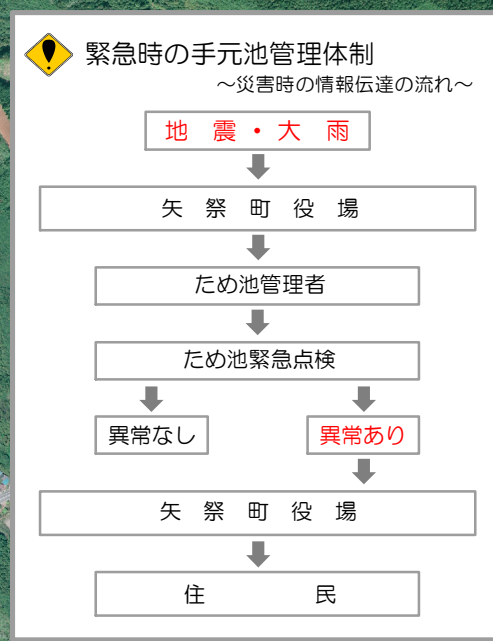 緊急時の手元池管理体制
～災害時の情報伝達の流れ～
地 震・大 雨
矢 祭 町 役 場
ため池管理者
ため池緊急点検
異常なし 異常あり
矢 祭 町 役 場
住 民